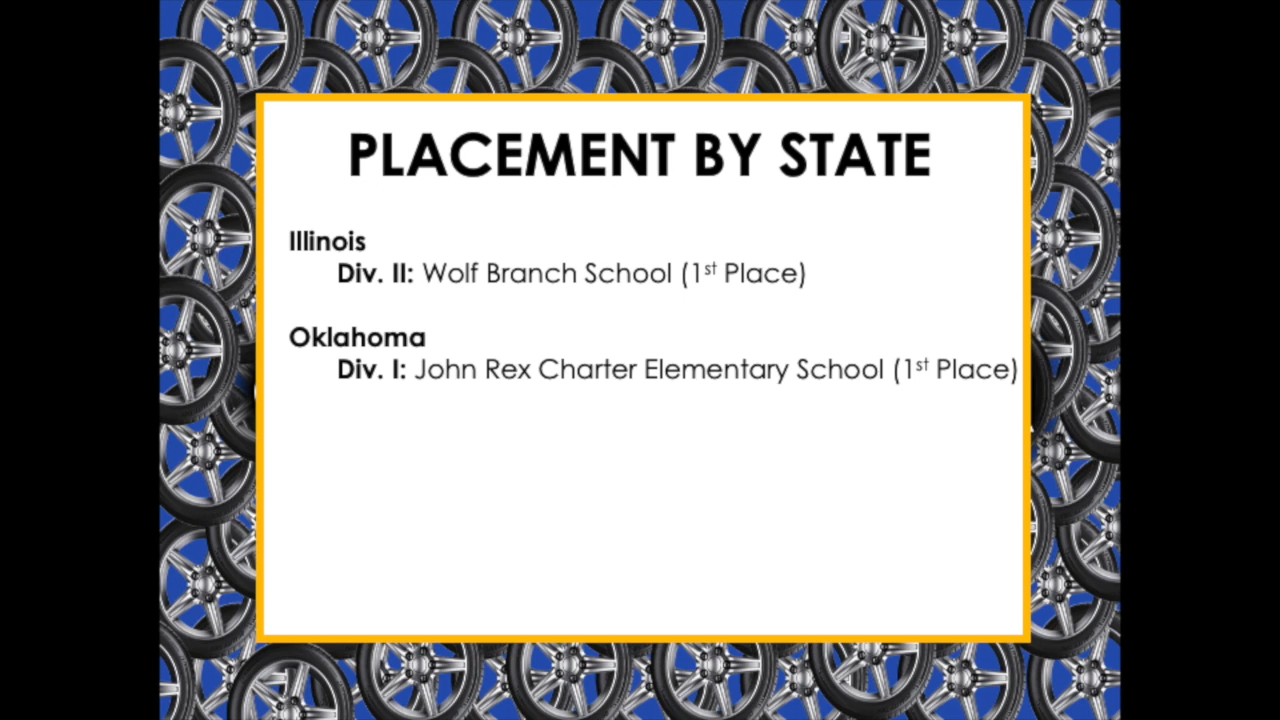 PLACEMENT BY STATE
Illinois
Div. II: Wolf Branch School (1st Place)
Oklahoma
Div. I: John Rex Charter Elementary School (1st Place)